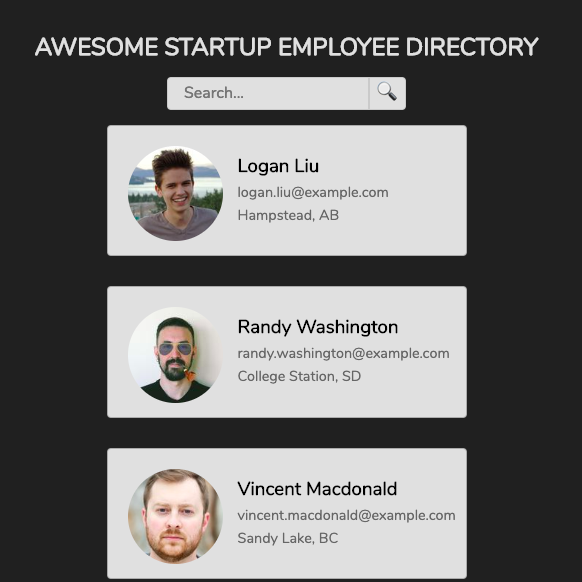 AWESOME STARTUP EMPLOYEE DIRECTORY
Search...
Logan Liu
logan.liu@example.com
Hampstead, AB
Randy Washington
randy.washington@example.com
College Station, SD
Vincent Macdonald
vincent.macdonald@example.com
Sandy Lake, BC